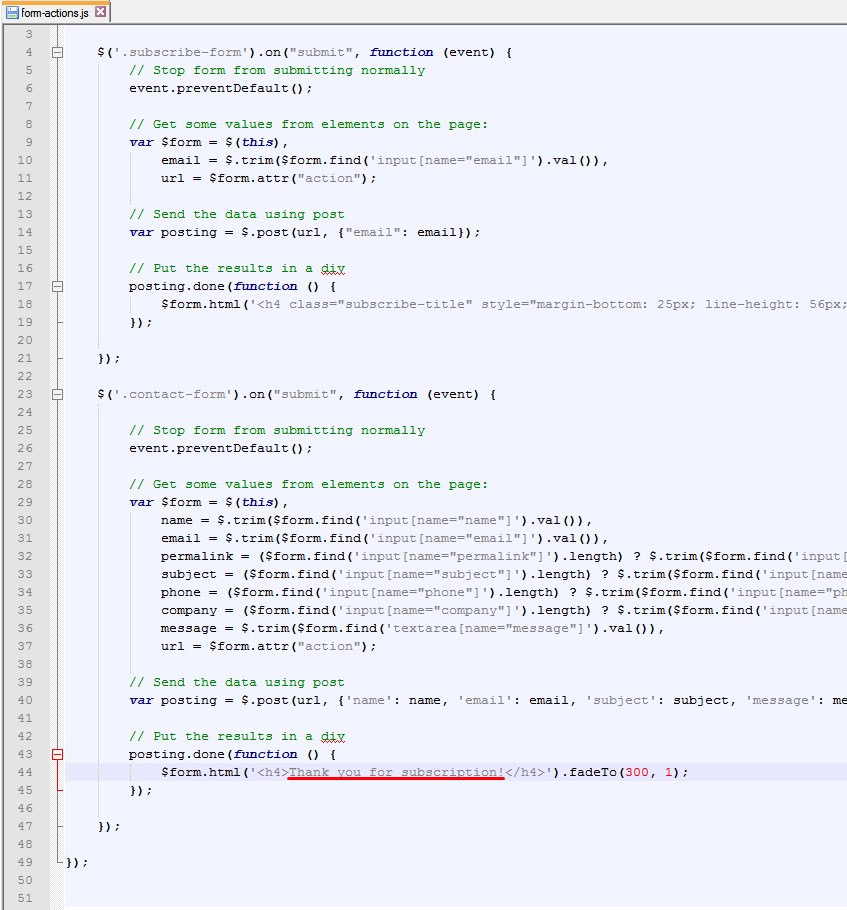 form-actions.js
3
4 $('.subscribe-form').on("submit", function (event) {
5 // Stop form from submitting normally
6 event.preventDefault();
7
8 // Get some values from elements on the page:
9 var $form = $(this),
10 email = $.trim($form.find('input[name="email"]').val()),
11 url = $form.attr("action");
12
13 // Send the data using post
14 var posting = $.post(url, {"email": email});
15
16 // Put the results in a div
17 posting.done(function () {
18 $form.html('<h4 class="subscribe-title" style="margin-bottom: 25px; line-height: 56px;
19 });
20
21 });
22
23 $('.contact-form').on("submit", function (event) {
24
25 // Stop form from submitting normally
26 event.preventDefault();
27
28 // Get some values from elements on the page:
29 var $form = $(this),
30 name = $.trim($form.find('input[name="name"]').val()),
31 email = $.trim($form.find('input[name="email"]').val()),
32 permalink = ($form.find('input[name="permalink"]').length) ? $.trim($form.find('input[
33 subject = ($form.find('input[name="subject"]').length) ? $.trim($form.find('input[name
34 phone = ($form.find('input[name="phone"]').length) ? $.trim($form.find('input[name="ph
35 company = ($form.find('input[name="company"]').length) ? $.trim($form.find('input[name
36 message = $.trim($form.find('textarea[name="message"]').val()),
37 url = $form.attr("action");
38
39 // Send the data using post
40 var posting = $.post(url, {'name': name, 'email': email, 'subject': subject, 'message': me
41
42 // Put the results in a div
43 posting.done(function () {
44 $form.html('<h4>Thank you for subscription!</h4>').fadeTo(300, 1);
45 });
46
47 });
48
49 });
50
51